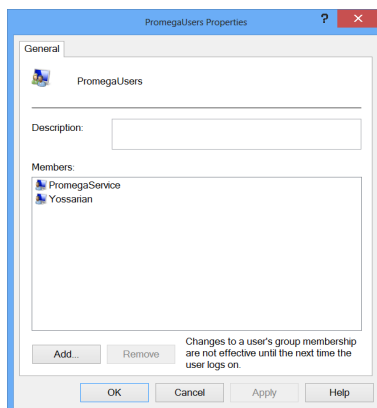 PromegaUsers Properties
?
×
General
PromegaUsers
Description:
Members:
PromegaService
Yossarian
Changes to a user's group membership
are not effective until the next time the
user logs on.
Add...
Remove
OK
Cancel
Apply
Help